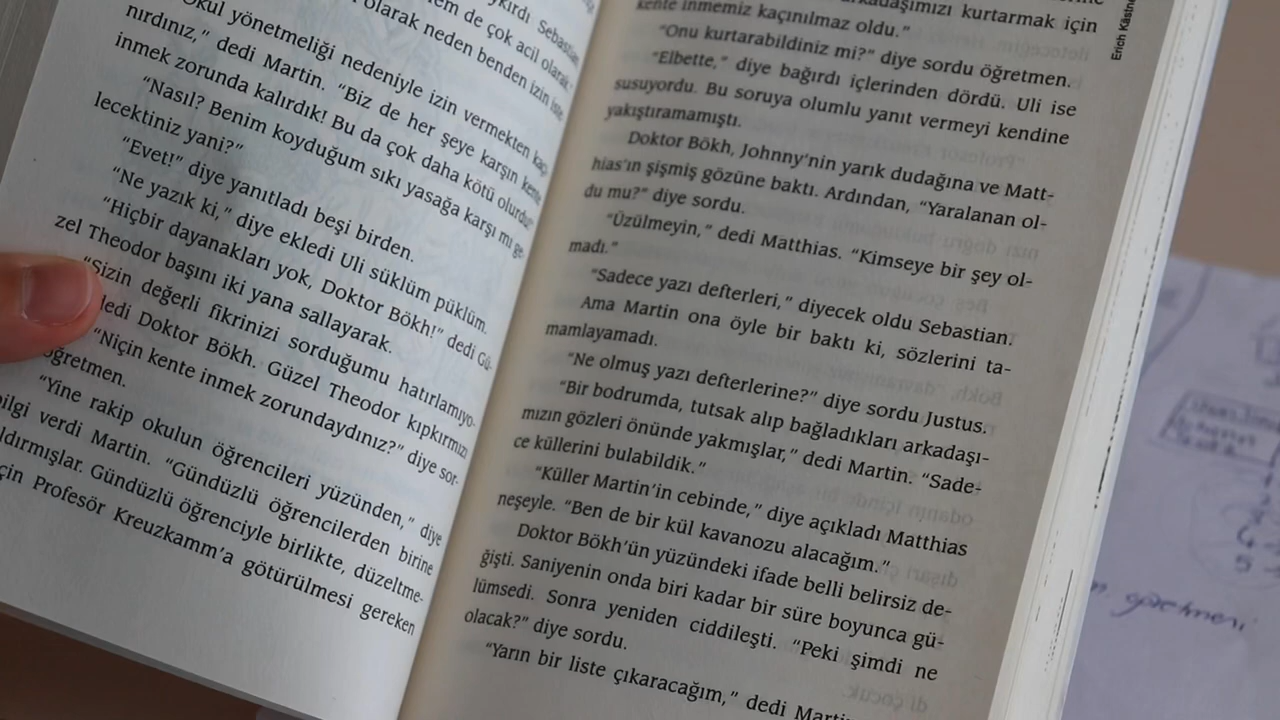 ykırdı Sebastian
em de çok acil olarak
olarak neden benden izin iste-
Okul yönetmeliği nedeniyle izin vermekten kaçı-
nırdınız,” dedi Martin. “Biz de her şeye karşın kente
inmek zorunda kalırdık! Bu da çok daha kötü olurdu!”
“Nasıl? Benim koyduğum sıkı yasağa karşı mı ge-
lecektiniz yani?”
“Evet!” diye yanıtladı beşi birden.
“Ne yazık ki,” diye ekledi Uli süklüm püklüm.
“Hiçbir dayanakları yok, Doktor Bökh!” dedi Gü-
zel Theodor başını iki yana sallayarak.
“Sizin değerli fikrinizi sorduğumu hatırlamıyo-
dedi Doktor Bökh. Güzel Theodor kıpkırmızı
“Niçin kente inmek zorundaydınız?” diye sor-
öğretmen.
“Yine rakip okulun öğrencileri yüzünden,” diye
bilgi verdi Martin. “Gündüzlü öğrencilerden birine
ldırmışlar. Gündüzlü öğrenciyle birlikte, düzeltme-
için Profesör Kreuzkamm'a götürülmesi gereken
arkadaşımızı kurtarmak için
kente inmemiz kaçınılmaz oldu.”
“Onu kurtarabildiniz mi?” diye sordu öğretmen.
“Elbette,” diye bağırdı içlerinden dördü. Uli ise
susuyordu. Bu soruya olumlu yanıt vermeyi kendine
yakıştıramamıştı.
Doktor Bökh, Johnny'nin yarık dudağına ve Matt-
hias'ın şişmiş gözüne baktı. Ardından, “Yaralanan ol-
du mu?” diye sordu.
“Üzülmeyin,” dedi Matthias. “Kimseye bir şey ol-
madı.”
“Sadece yazı defterleri,” diyecek oldu Sebastian.
Ama Martin ona öyle bir baktı ki, sözlerini ta-
mamlayamadı.
“Ne olmuş yazı defterlerine?” diye sordu Justus.
“Bir bodrumda, tutsak alıp bağladıkları arkadaşı-
mızın gözleri önünde yakmışlar,” dedi Martin. “Sade-
ce küllerini bulabildik.”
“Küller Martin'in cebinde,” diye açıkladı Matthias
neşeyle. “Ben de bir kül kavanozu alacağım.”
Doktor Bökh'ün yüzündeki ifade belli belirsiz de-
ğişti. Saniyenin onda biri kadar bir süre boyunca gü-
lümsedi. Sonra yeniden ciddileşti. “Peki şimdi ne
olacak?” diye sordu.
“Yarın bir liste çıkaracağım,” dedi Martin
Erich Kästner